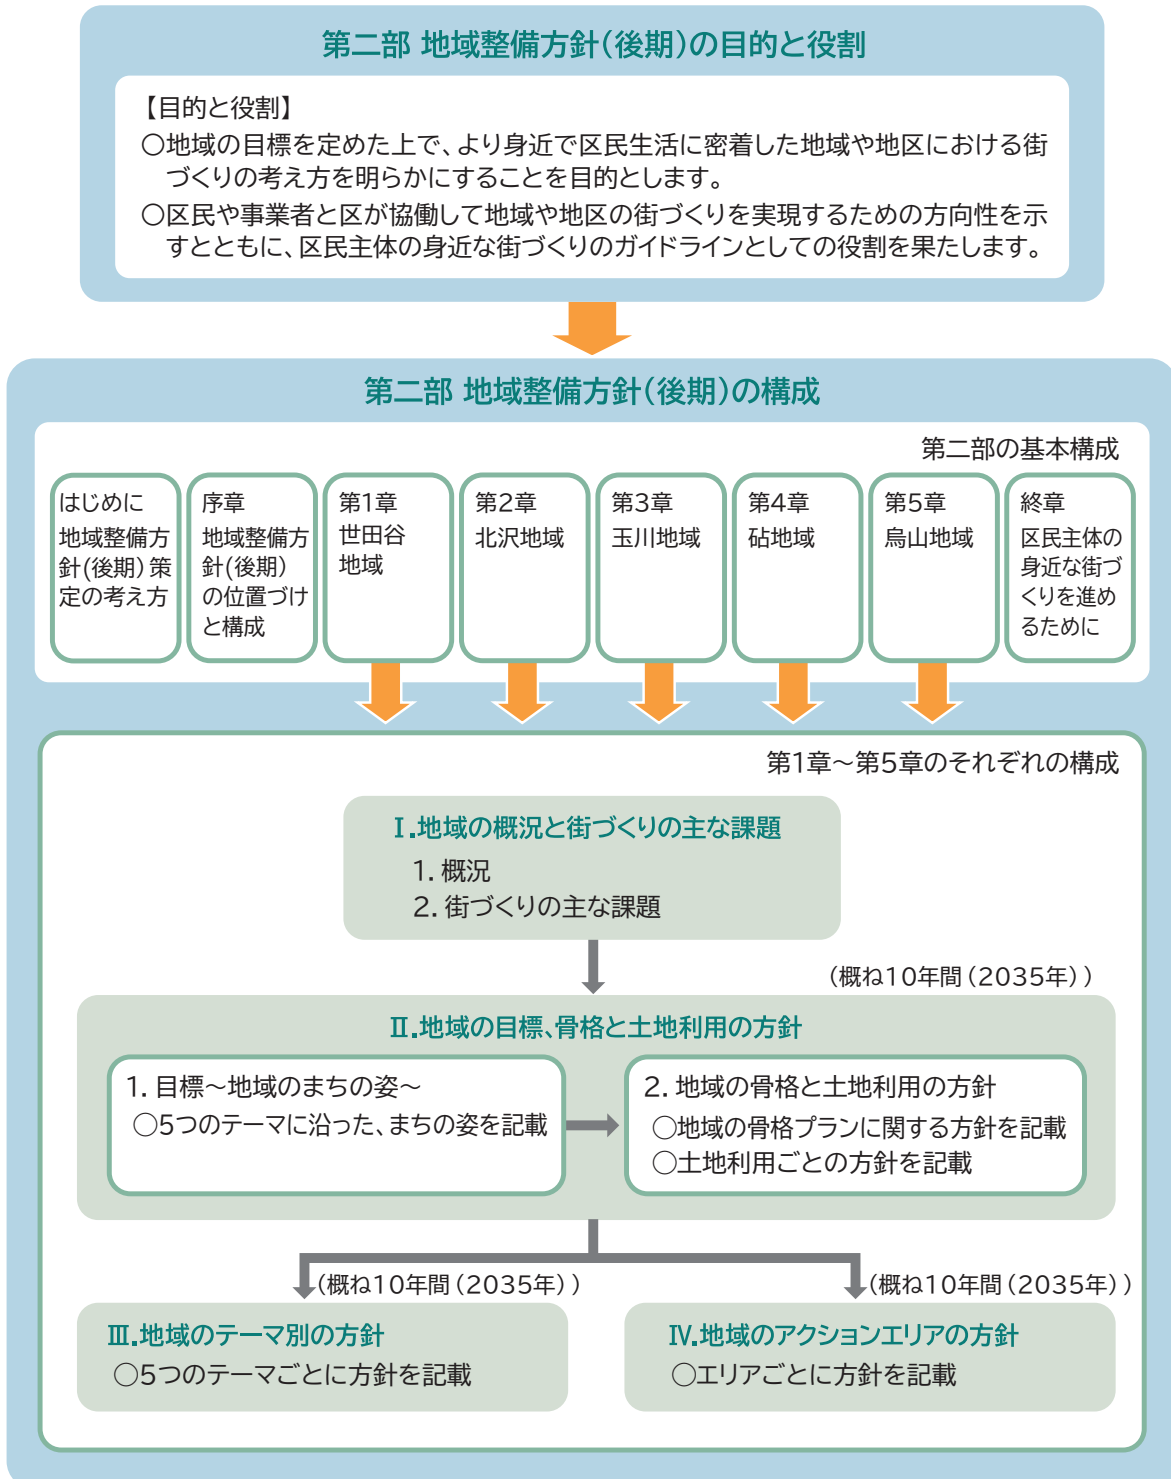 第二部 地域整備方針(後期)の目的と役割
【目的と役割】
○地域の目標を定めた上で、より身近で区民生活に密着した地域や地区における街
づくりの考え方を明らかにすることを目的とします。
○区民や事業者と区が協働して地域や地区の街づくりを実現するための方向性を示
すとともに、区民主体の身近な街づくりのガイドラインとしての役割を果たします。
第二部 地域整備方針(後期)の構成
第二部の基本構成
はじめに
地域整備方
針(後期) 策
定の考え方
序章
地域整備方
針(後期)
の位置づけ
と構成
第1章
世田谷
地域
第2章
北沢地域
第3章
玉川地域
第4章
砧地域
第5章
烏山地域
終章
区民主体の
身近な街づ
くりを進め
るために
第1章～第5章のそれぞれの構成
Ⅰ.地域の概況と街づくりの主な課題
1. 概況
2. 街づくりの主な課題
(概ね10年間(2035年))
Ⅱ.地域の目標、骨格と土地利用の方針
1. 目標～地域のまちの姿～
○5つのテーマに沿った、まちの姿を記載
2. 地域の骨格と土地利用の方針
○地域の骨格プランに関する方針を記載
○土地利用ごとの方針を記載
(概ね10年間(2035年))
Ⅲ.地域のテーマ別の方針
○5つのテーマごとに方針を記載
(概ね10年間(2035年))
Ⅳ.地域のアクションエリアの方針
○エリアごとに方針を記載